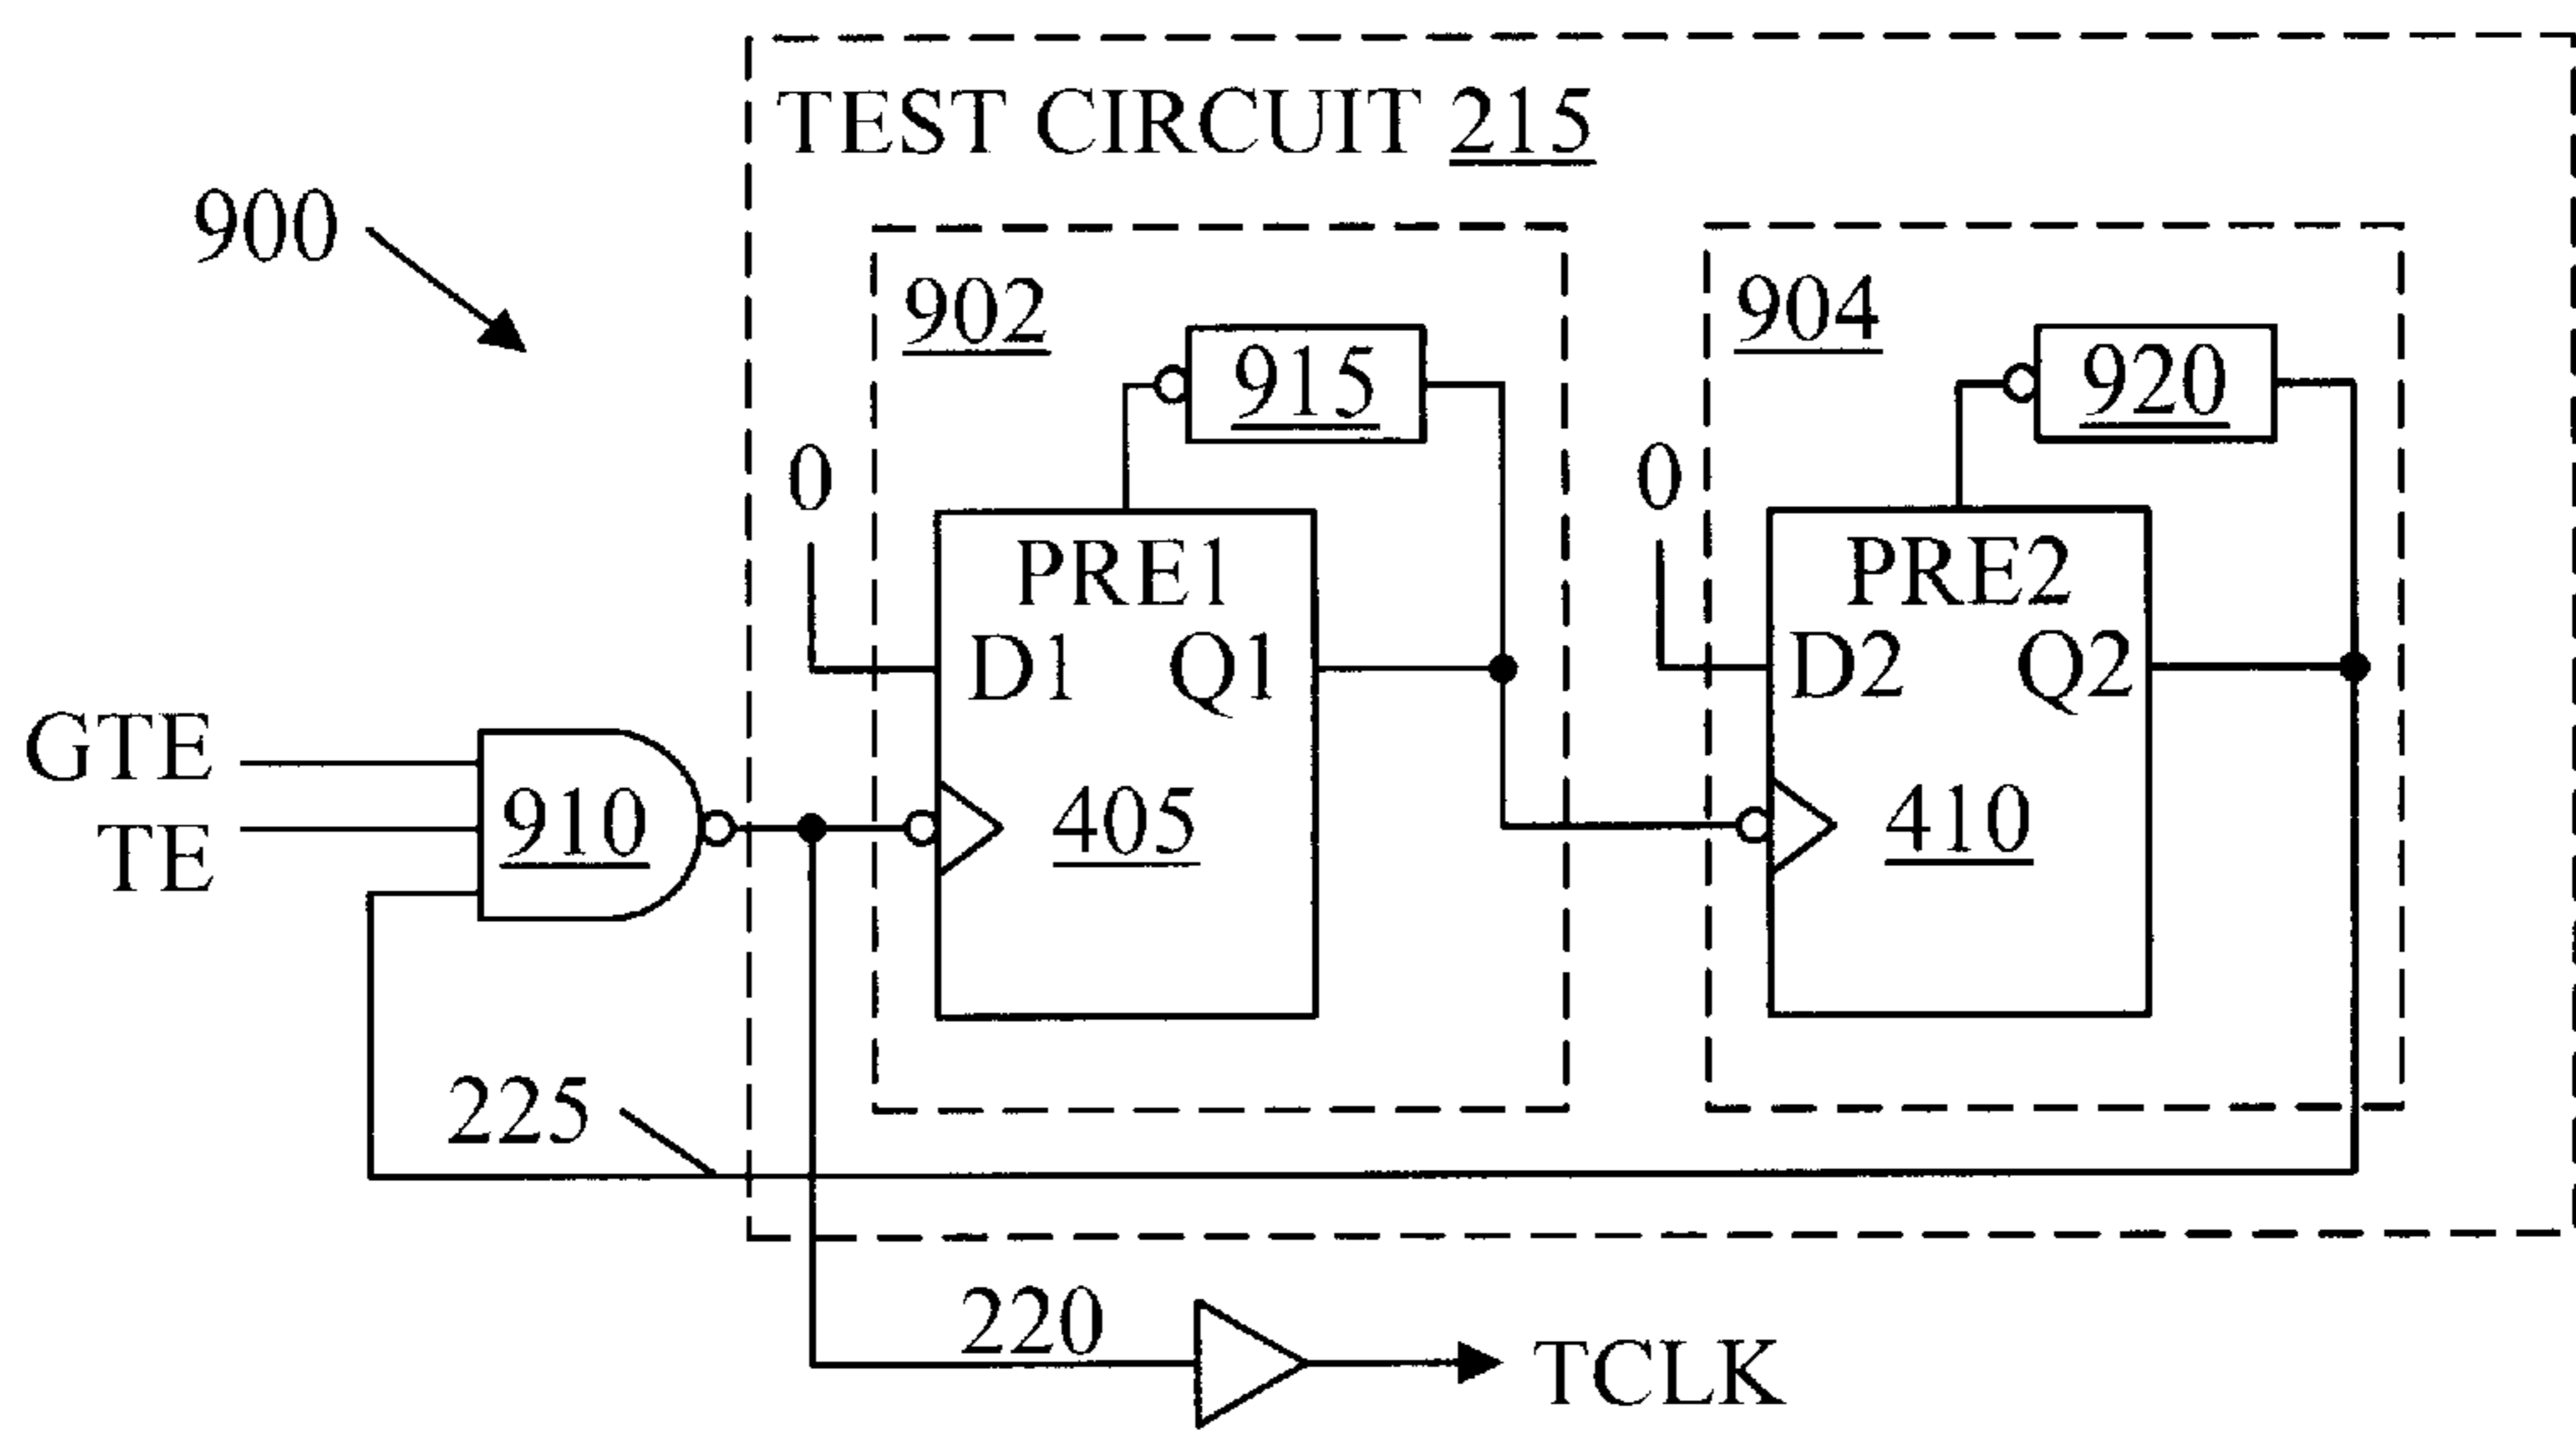 TEST CIRCUIT 215
900
902
904
915
920
0
0
PRE1
PRE2
D1 Q1
D2 Q2
GTE
TE
910
405
410
225
220
TCLK